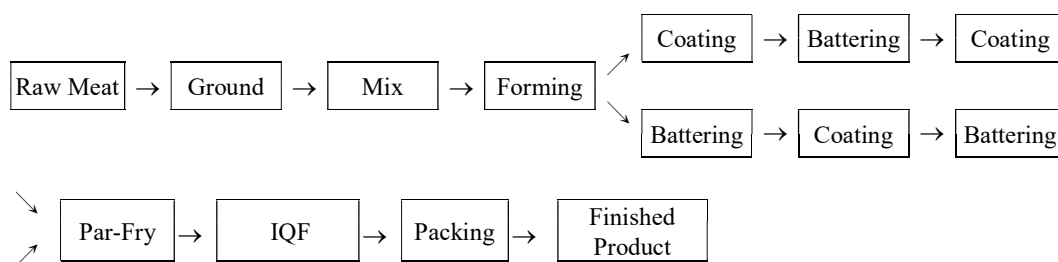 Coating → Battering → Coating
Raw Meat → Ground → Mix → Forming
Battering → Coating → Battering
Par-Fry → IQF → Packing → Finished Product